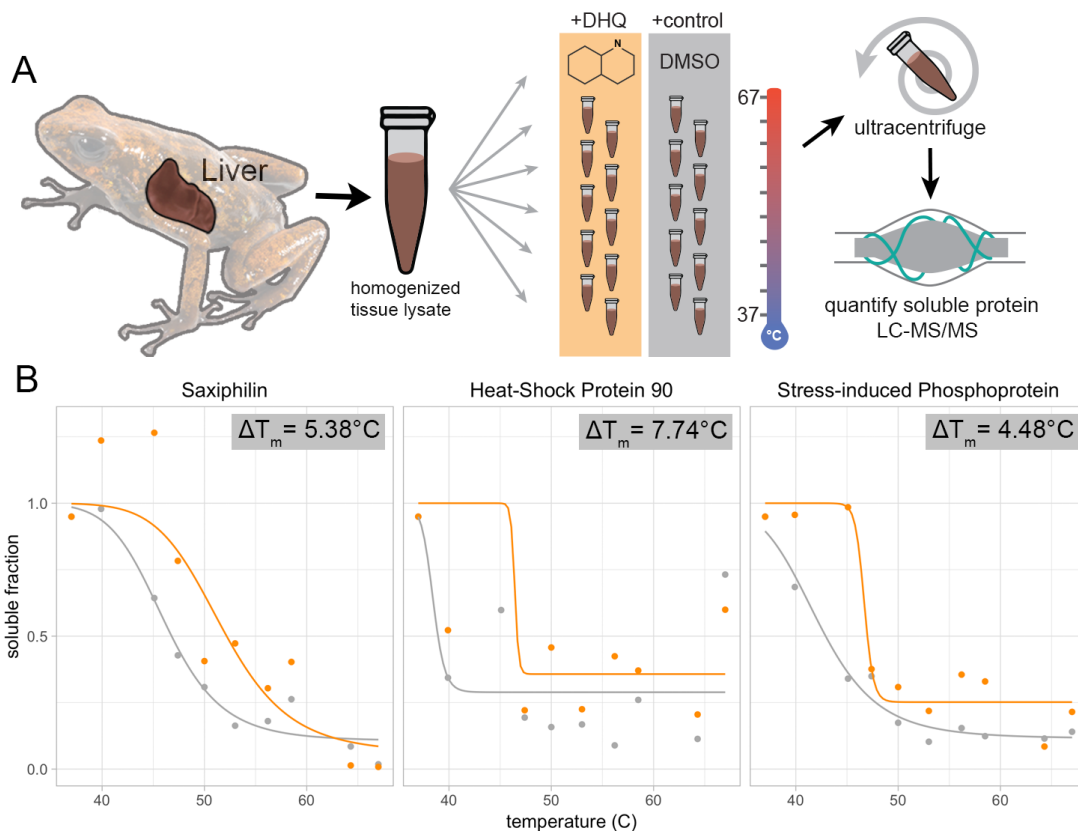 A
Liver
homogenized
tissue lysate
+DHQ
N
+control
DMSO
67
37
°C
ultracentrifuge
quantify soluble protein
LC-MS/MS
B
Saxiphilin
Heat-Shock Protein 90
Stress-induced Phosphoprotein
ΔTm= 5.38°C
ΔTm= 7.74°C
ΔTm= 4.48°C
soluble fraction
1.0
0.5
0.0
40 50 60
40 50 60
40 50 60
temperature (C)